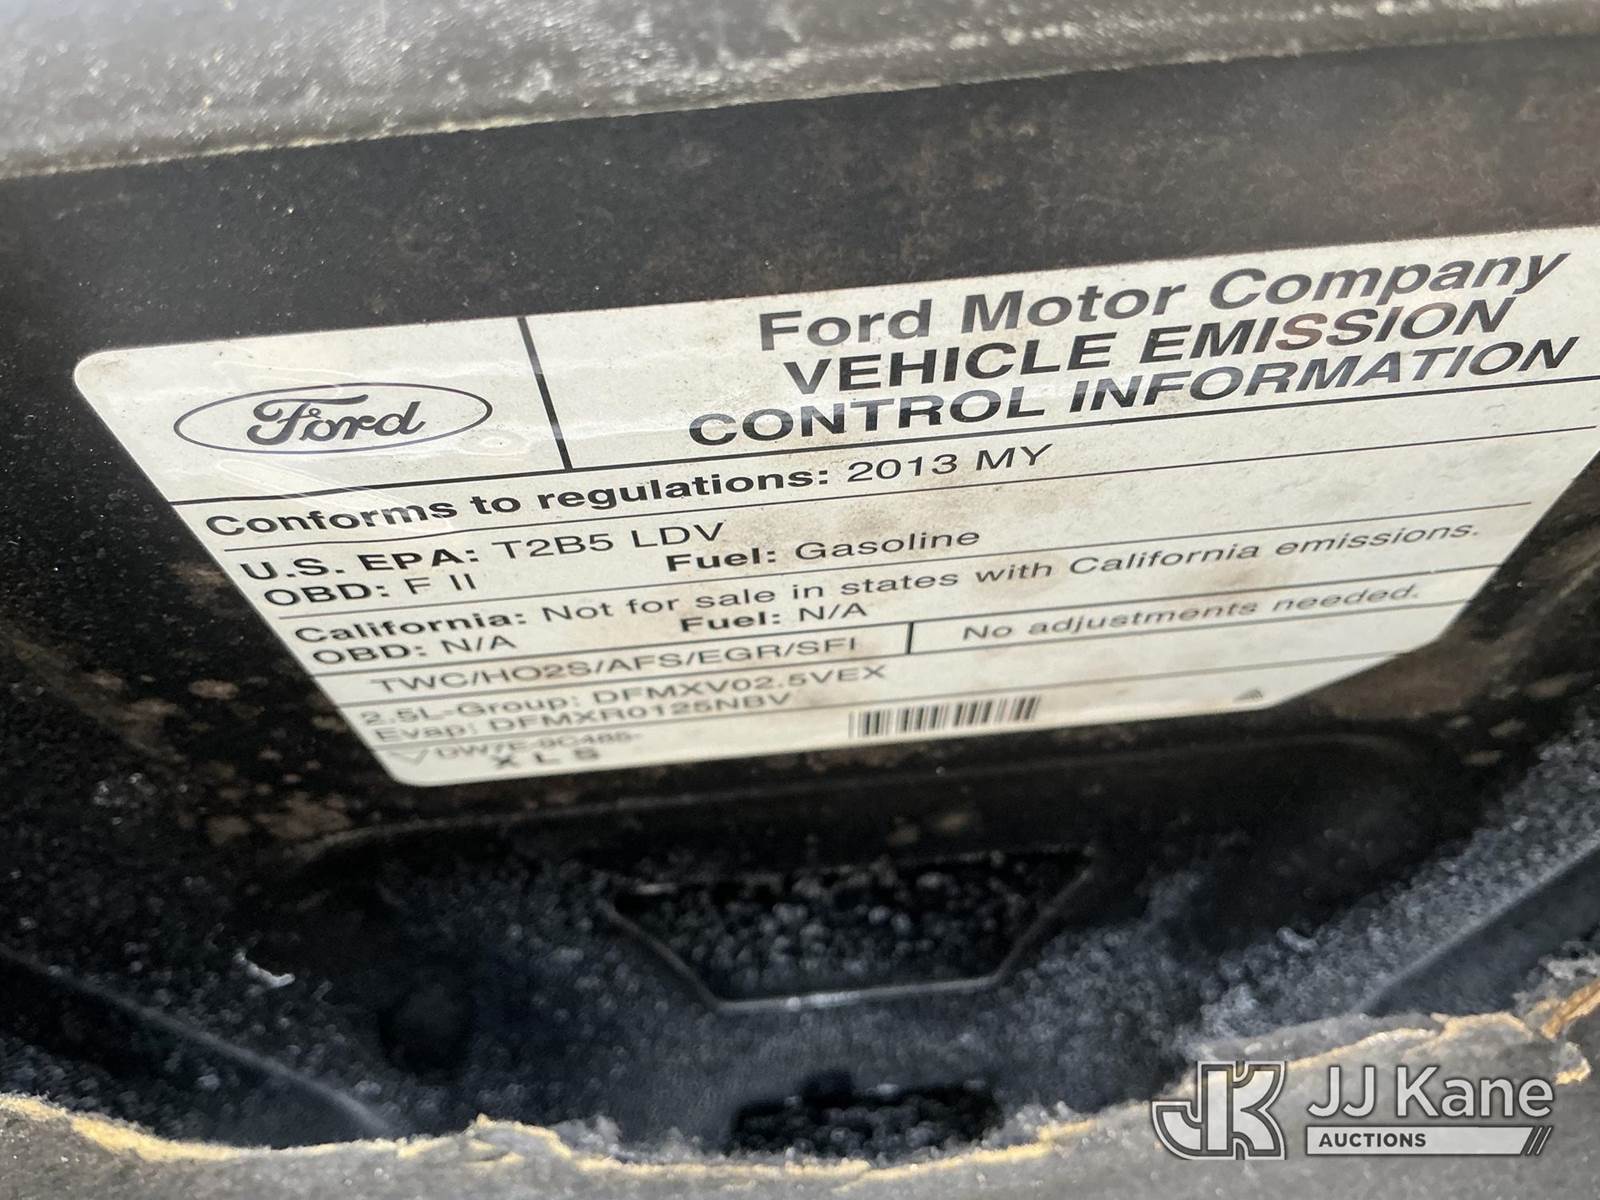 Ford
Ford Motor Company
VEHICLE EMISSION
CONTROL INFORMATION
Conforms to regulations: 2013 MY
U.S. EPA: T2B5 LDV
OBD: F II Fuel: Gasoline
California: Not for sale in states with California emissions.
OBD: N/A Fuel: N/A
TWC/HO2S/AFS/EGR/SFI No adjustments needed.
2.5L-Group: DFMXV02.5VEX
Evap: DFMXR0125NBV
DW7E-9C485-
X L S
JK JJ Kane
AUCTIONS